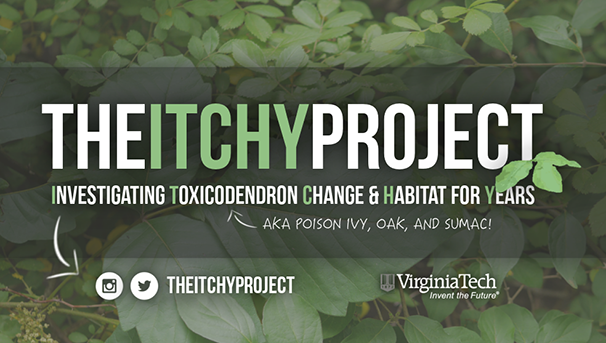 THEITCHYPROJECT
INVESTIGATING TOXICODENDRON CHANGE & HABITAT FOR YEARS
AKA POISON IVY, OAK, AND SUMAC!
THEITCHYPROJECT
VirginiaTech
Invent the Future®